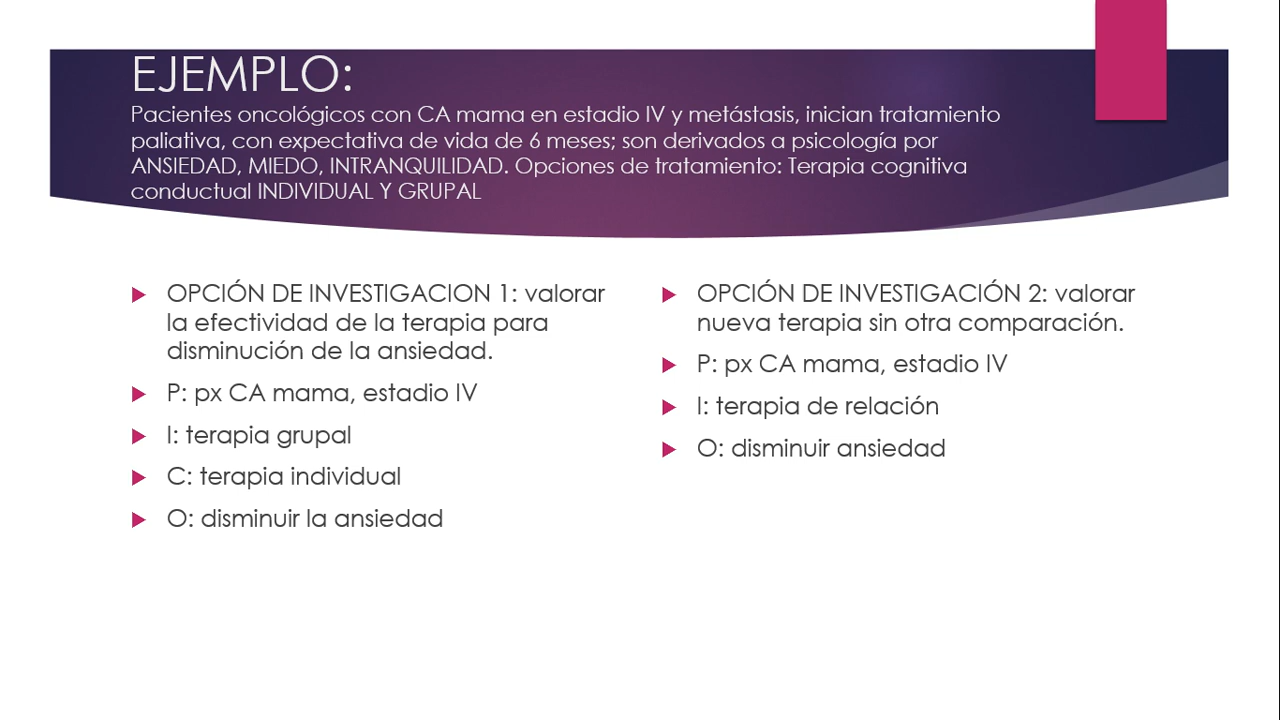 EJEMPLO:
Pacientes oncológicos con CA mama en estadio IV y metástasis, inician tratamiento
paliativa, con expectativa de vida de 6 meses; son derivados a psicología por
ANSIEDAD, MIEDO, INTRANQUILIDAD. Opciones de tratamiento: Terapia cognitiva
conductual INDIVIDUAL Y GRUPAL
OPCIÓN DE INVESTIGACION 1: valorar
la efectividad de la terapia para
disminución de la ansiedad.
P: px CA mama, estadio IV
I: terapia grupal
C: terapia individual
O: disminuir la ansiedad
OPCIÓN DE INVESTIGACIÓN 2: valorar
nueva terapia sin otra comparación.
P: px CA mama, estadio IV
I: terapia de relación
O: disminuir ansiedad